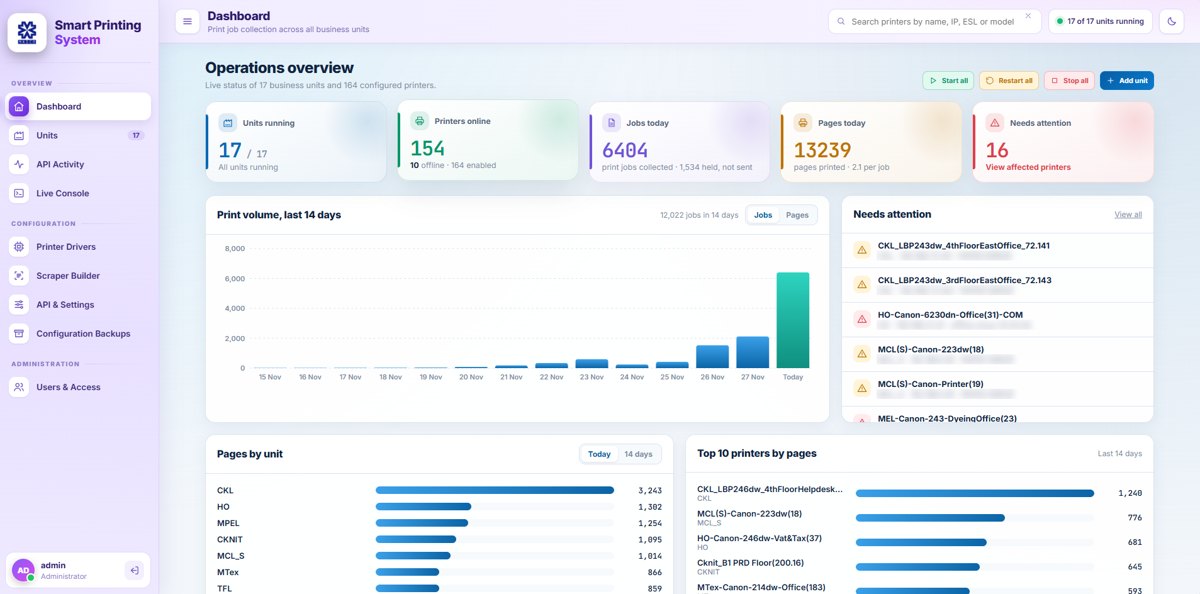 Smart Printing
System
OVERVIEW
Dashboard
Units 17
API Activity
Live Console
CONFIGURATION
Printer Drivers
Scraper Builder
API & Settings
Configuration Backups
ADMINISTRATION
Users & Access
AD
admin
Administrator
Dashboard
Print job collection across all business units
Search printers by name, IP, ESL or model
17 of 17 units running
Operations overview
Live status of 17 business units and 164 configured printers.
Start all
Restart all
Stop all
Add unit
Units running
17 / 17
All units running
Printers online
154
10 offline · 164 enabled
Jobs today
6404
print jobs collected · 1,534 held, not sent
Pages today
13239
pages printed · 2.1 per job
Needs attention
16
View affected printers
Print volume, last 14 days
12,022 jobs in 14 days
Jobs Pages
8,000
6,000
4,000
2,000
0
15 Nov 16 Nov 17 Nov 18 Nov 19 Nov 20 Nov 21 Nov 22 Nov 23 Nov 24 Nov 25 Nov 26 Nov 27 Nov Today
Needs attention
View all
CKL_LBP243dw_4thFloorEastOffice_72.141
CKL_LBP243dw_3rdFloorEastOffice_72.143
HO-Canon-6230dn-Office(31)-COM
MCL(S)-Canon-223dw(18)
MCL(S)-Canon-Printer(19)
MEL-Canon-243-DyeingOffice(23)
Pages by unit
Today 14 days
CKL 3,243
HO 1,302
MPEL 1,254
CKNIT 1,095
MCL_S 1,014
MTex 866
TFL 859
Top 10 printers by pages
Last 14 days
CKL_LBP246dw_4thFloorHelpdesk... 1,240
CKL
MCL(S)-Canon-223dw(18) 776
MCL_S
HO-Canon-246dw-Vat&Tax(37) 681
HO
Cknit_B1 PRD Floor(200.16) 645
CKNIT
MTex-Canon-214dw-Office(183) 593